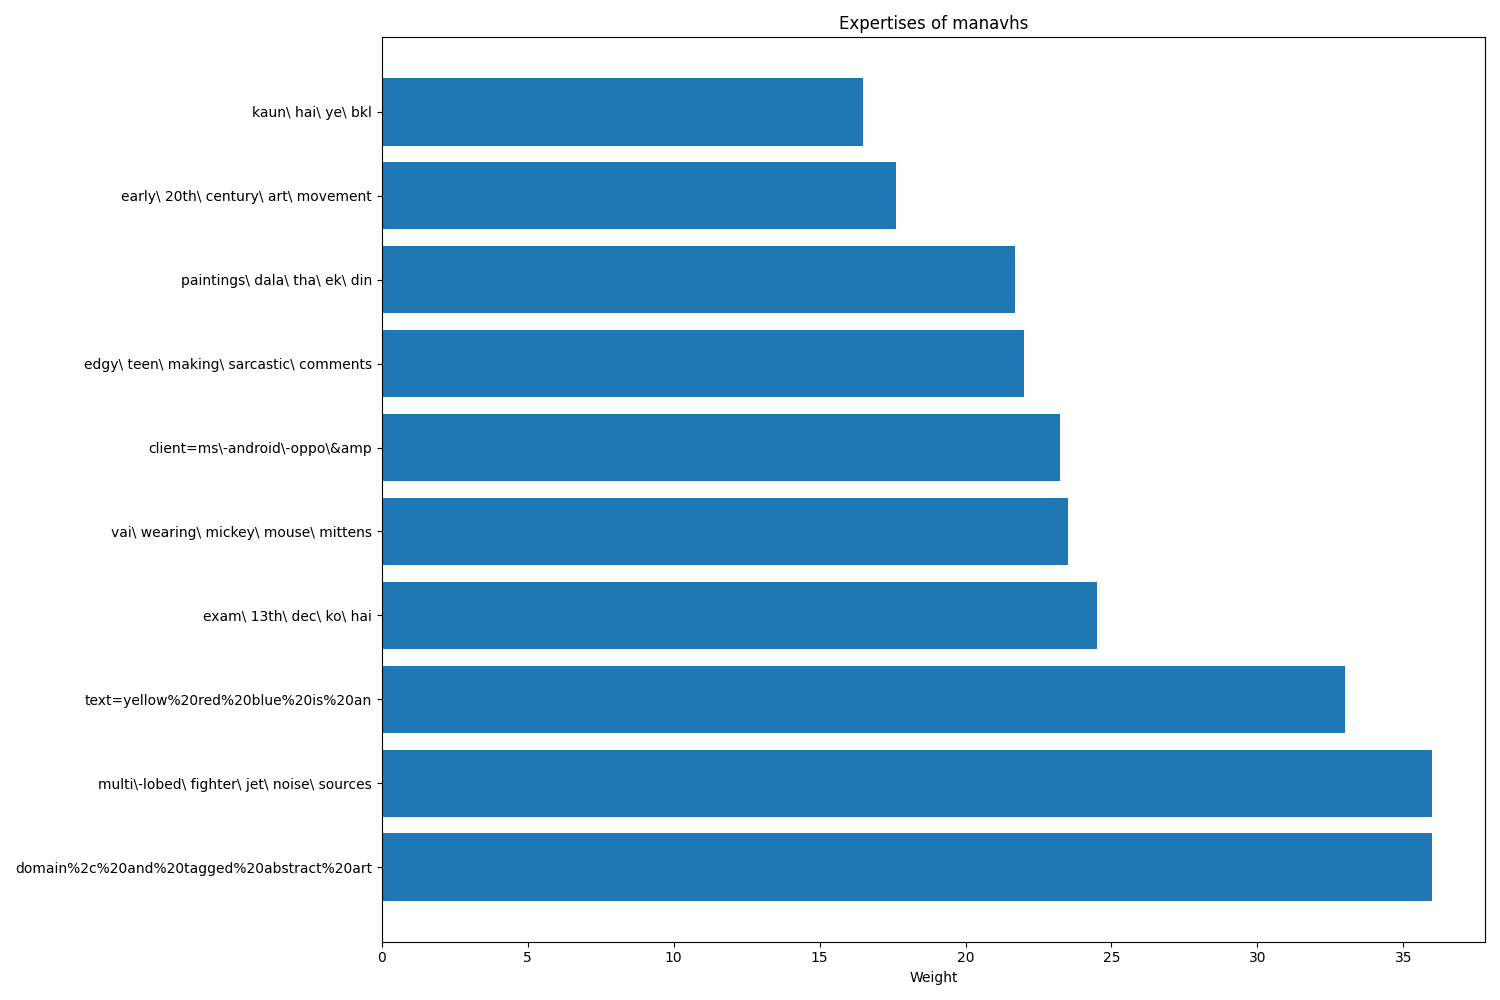 Expertises of manavhs
kaun\ hai\ ye\ bkl
early\ 20th\ century\ art\ movement
paintings\ dala\ tha\ ek\ din
edgy\ teen\ making\ sarcastic\ comments
client=ms\-android\-oppo\&amp
vai\ wearing\ mickey\ mouse\ mittens
exam\ 13th\ dec\ ko\ hai
text=yellow%20red%20blue%20is%20an
multi\-lobed\ fighter\ jet\ noise\ sources
domain%2c%20and%20tagged%20abstract%20art
0 5 10 15 20 25 30 35
Weight